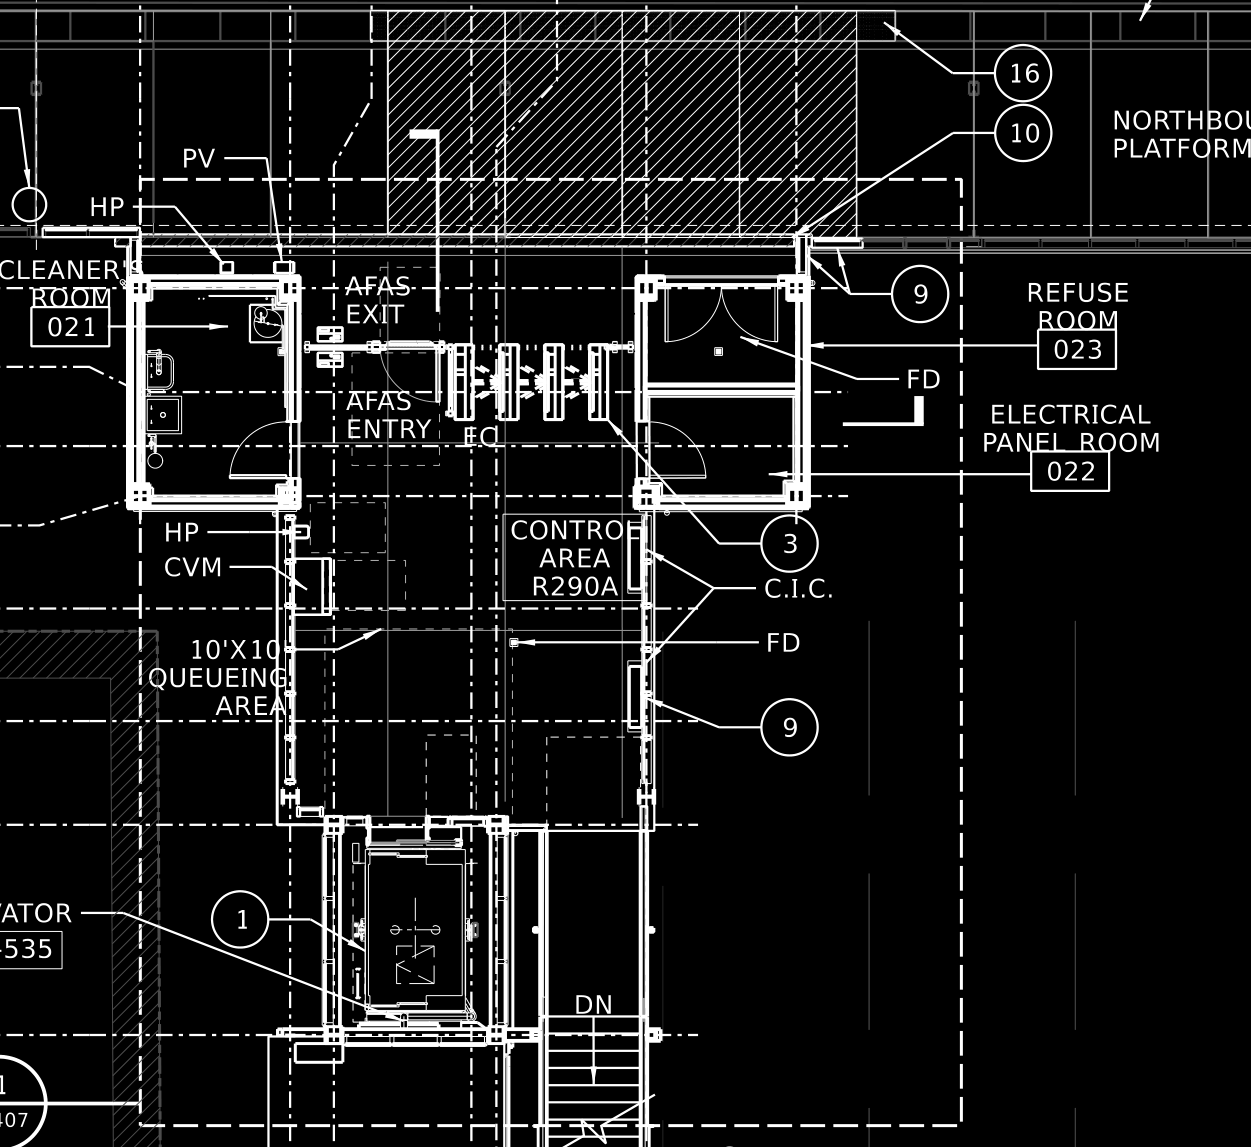 16
10
NORTHBOU
PLATFORM
PV
HP
CLEANER'S
ROOM
021
AFAS
EXIT
9
REFUSE
ROOM
023
FD
AFAS
ENTRY
EC
ELECTRICAL
PANEL ROOM
022
HP
CVM
CONTROL
AREA
R290A
3
C.I.C.
10'X10'
QUEUEING
AREA
FD
9
VATOR
-535
1
DN
1
407